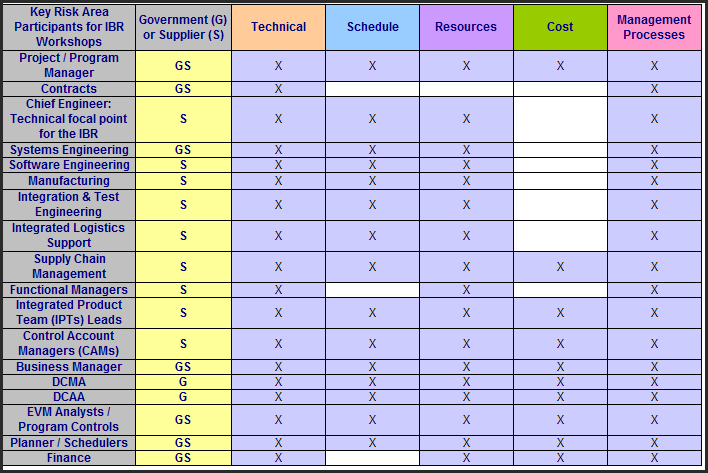 Key Risk Area Participants for IBR Workshops Government (G) or Supplier (S) Technical Schedule Resources Cost Management Processes
Project / Program Manager GS X X X X X
Contracts GS X X
Chief Engineer: Technical focal point for the IBR S X X X X
Systems Engineering GS X X X X
Software Engineering S X X X X
Manufacturing S X X X X
Integration & Test Engineering S X X X X
Integrated Logistics Support S X X X X
Supply Chain Management S X X X X X
Functional Managers S X X X
Integrated Product Team (IPTs) Leads S X X X X X
Control Account Managers (CAMs) S X X X X X
Business Manager GS X X X X X
DCMA G X X X X X
DCAA G X X X X X
EVM Analysts / Program Controls GS X X X X X
Planner / Schedulers GS X X X X X
Finance GS X X X X